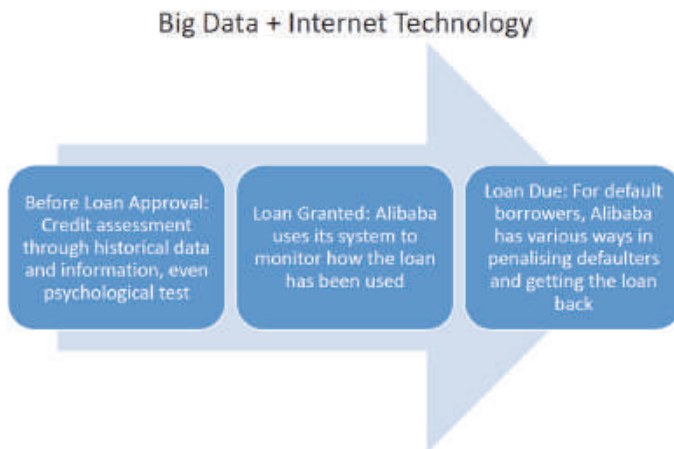 Big Data + Internet Technology
Before Loan Approval:
Credit assessment
through historical data
and information, even
psychological test
Loan Granted: Alibaba
uses its system to
monitor how the loan
has been used
Loan Due: For default
borrowers, Alibaba
has various ways in
penalising defaulters
and getting the loan
back